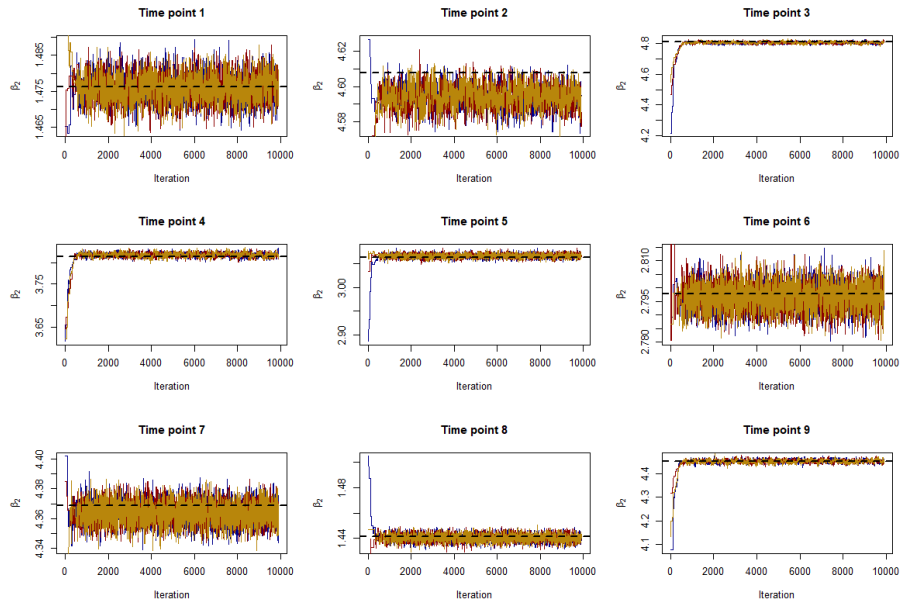 Time point 1
Time point 2
Time point 3
β2
1.485
1.475
1.465
β2
4.62
4.60
4.58
β2
4.8
4.6
4.4
4.2
0 2000 4000 6000 8000 10000
0 2000 4000 6000 8000 10000
0 2000 4000 6000 8000 10000
Iteration
Iteration
Iteration
Time point 4
Time point 5
Time point 6
β2
3.75
3.65
β2
3.00
2.90
β2
2.810
2.795
2.780
0 2000 4000 6000 8000 10000
0 2000 4000 6000 8000 10000
0 2000 4000 6000 8000 10000
Iteration
Iteration
Iteration
Time point 7
Time point 8
Time point 9
β2
4.40
4.38
4.36
4.34
β2
1.48
1.44
β2
4.4
4.3
4.2
4.1
0 2000 4000 6000 8000 10000
0 2000 4000 6000 8000 10000
0 2000 4000 6000 8000 10000
Iteration
Iteration
Iteration